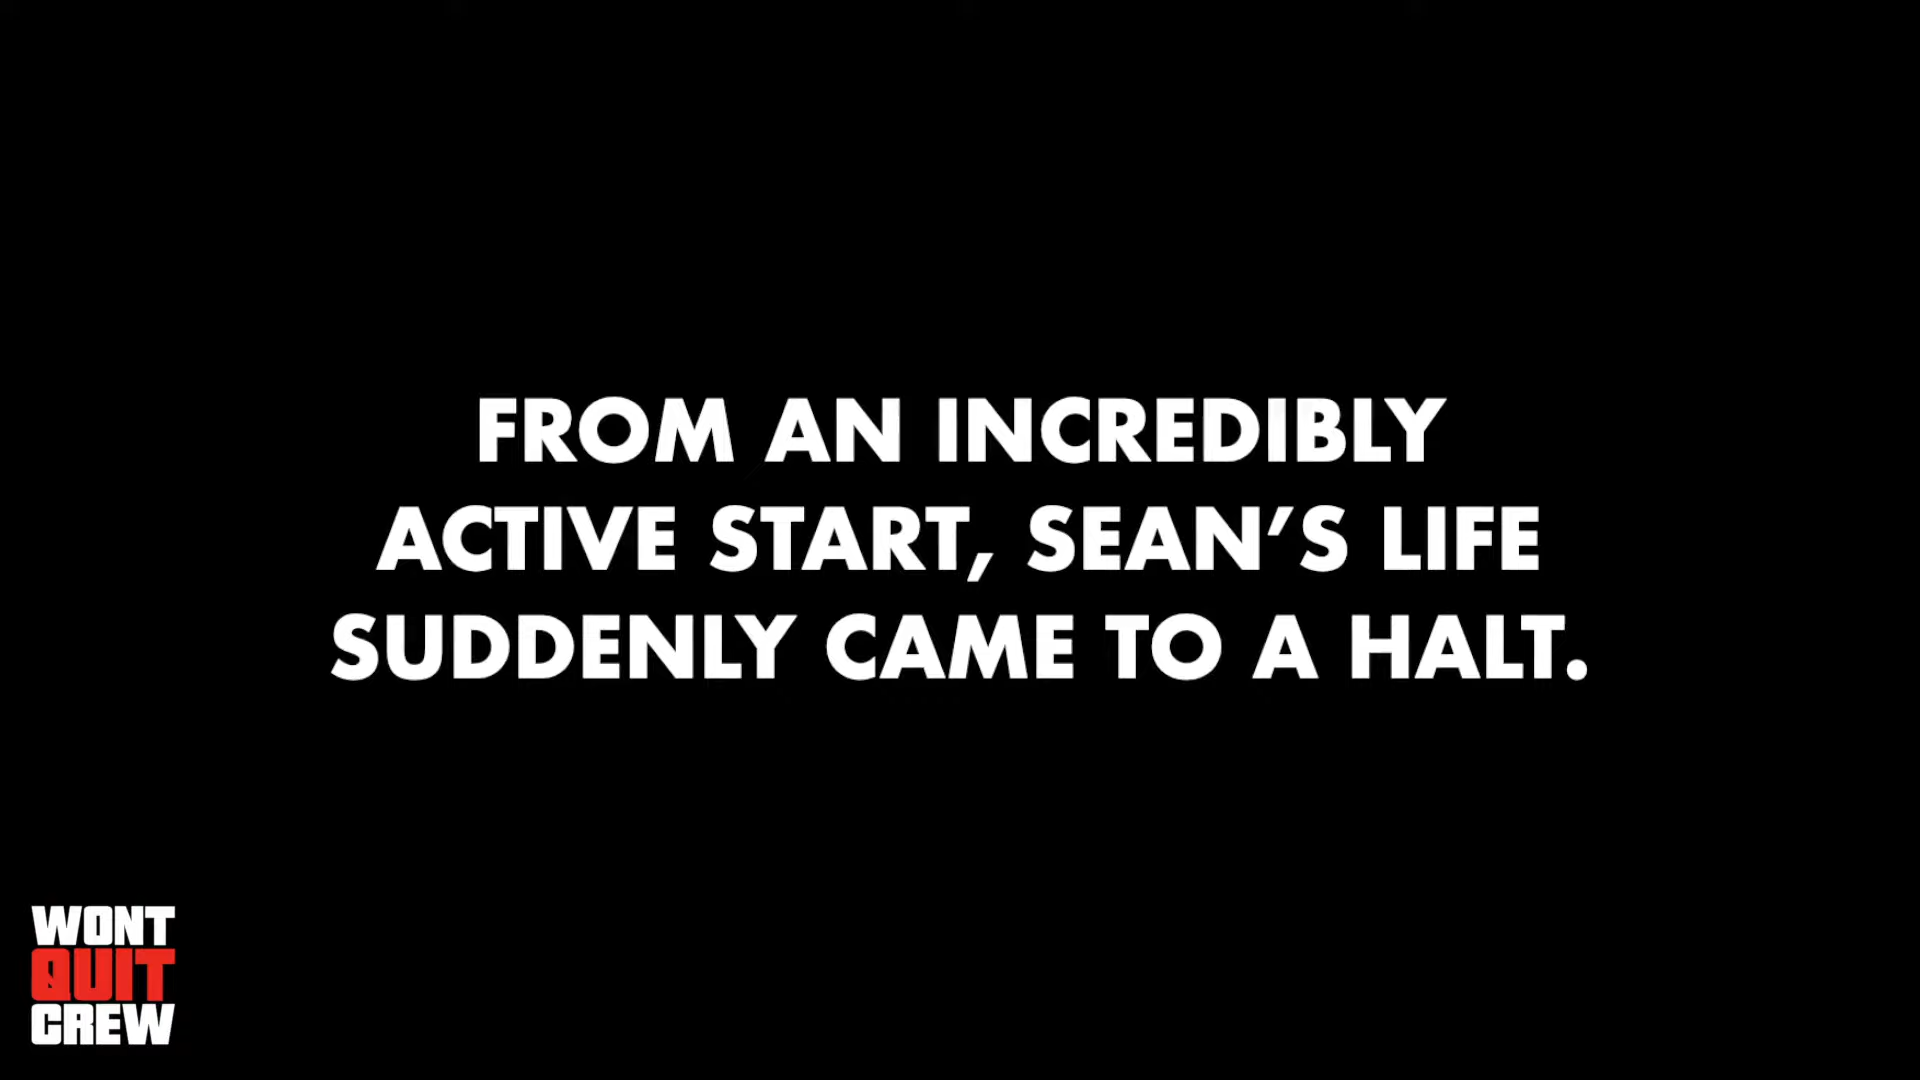 FROM AN INCREDIBLY
ACTIVE START, SEAN’S LIFE
SUDDENLY CAME TO A HALT.
WONT
QUIT
CREW